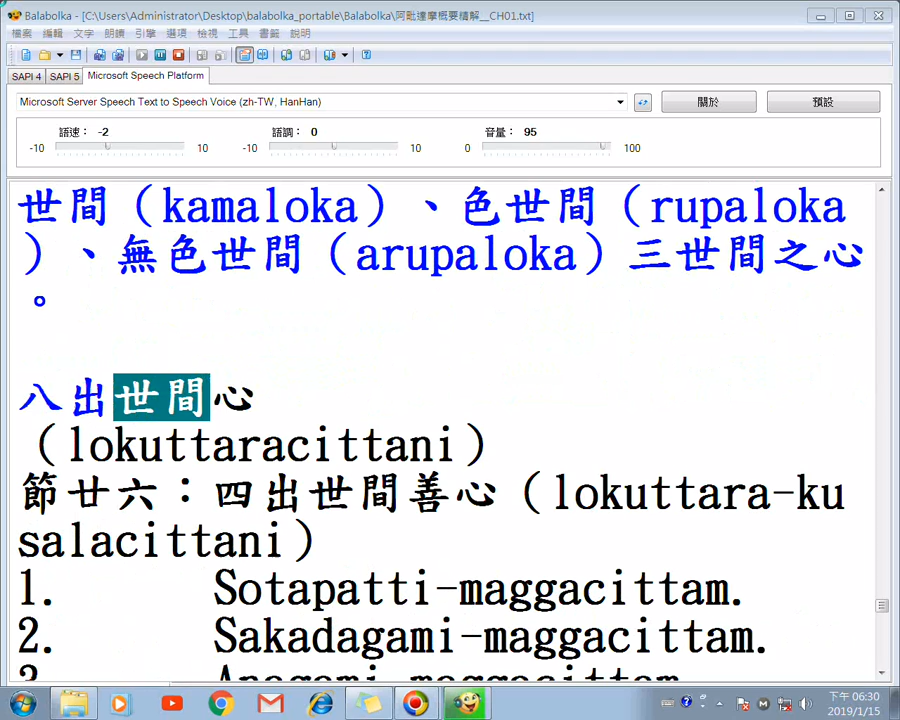 Balabolka - [C:\Users\Administrator\Desktop\balabolka_portable\Balabolka\阿毗達摩概要精解__CH01.txt]
檔案 編輯 文字 朗讀 引擎 選項 檢視 工具 書籤 說明
SAPI 4 SAPI 5 Microsoft Speech Platform
Microsoft Server Speech Text to Speech Voice (zh-TW, HanHan) 關於 預設
語速： -2 語調： 0 音量： 95
-10 10 -10 10 0 100
世間（kamaloka）、色世間（rupaloka
）、無色世間（arupaloka）三世間之心
。
八出世間心
（lokuttaracittani）
節廿六：四出世間善心（lokuttara-ku
salacittani）
1. Sotapatti-maggacittam.
2. Sakadagami-maggacittam.
3. Anagami-maggacittam.
下午 06:30
2019/1/15